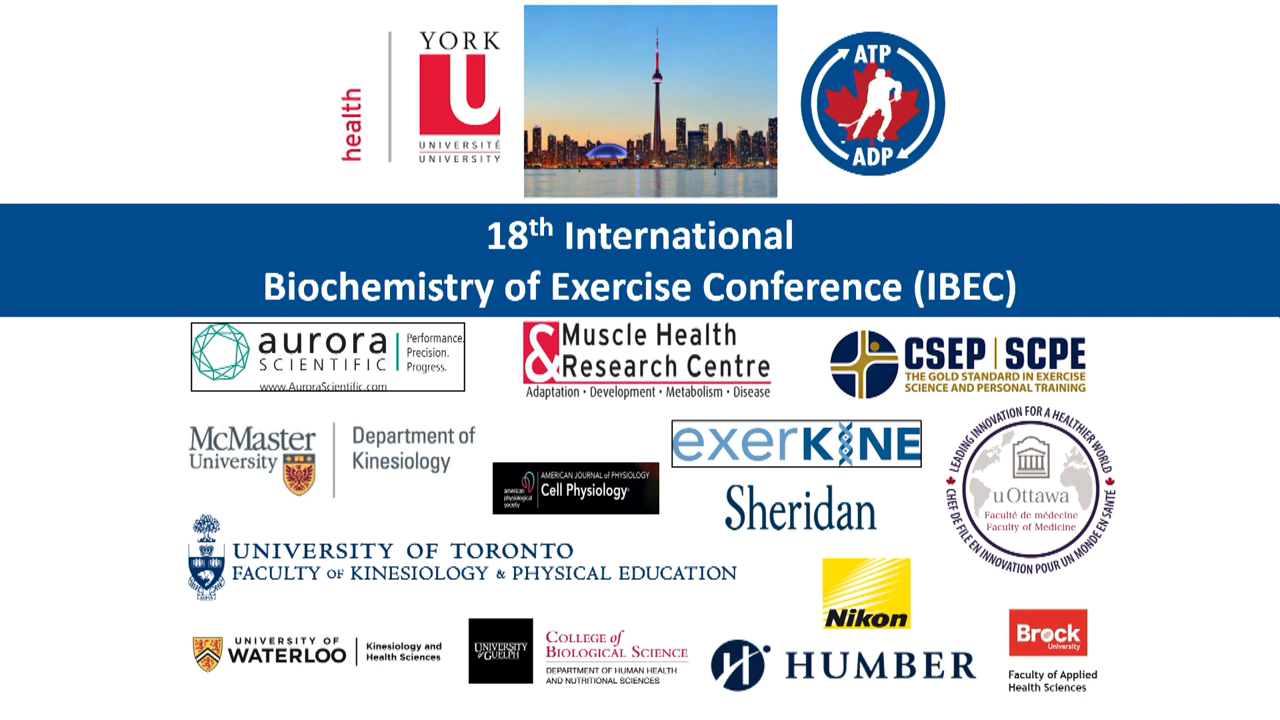 health
YORK
U
UNIVERSITÉ
UNIVERSITY
ATP
ADP
18th International
Biochemistry of Exercise Conference (IBEC)
aurora
SCIENTIFIC
Performance.
Precision.
Progress.
www.AuroraScientific.com
& Muscle Health
Research Centre
Adaptation • Development • Metabolism • Disease
CSEP | SCPE
THE GOLD STANDARD IN EXERCISE
SCIENCE AND PERSONAL TRAINING
McMaster
University
Department of
Kinesiology
american
physiological
society
AMERICAN JOURNAL of PHYSIOLOGY
Cell Physiology
exerKINE
Sheridan
LEADING INNOVATION FOR A HEALTHIER WORLD
uOttawa
Faculté de médecine
Faculty of Medicine
CHEF DE FILE EN INNOVATION POUR UN MONDE EN SANTÉ
UNIVERSITY OF TORONTO
FACULTY OF KINESIOLOGY & PHYSICAL EDUCATION
Nikon
UNIVERSITY OF
WATERLOO
Kinesiology and
Health Sciences
UNIVERSITY
OF GUELPH
COLLEGE of
BIOLOGICAL SCIENCE
DEPARTMENT OF HUMAN HEALTH
AND NUTRITIONAL SCIENCES
H HUMBER
Brock
University
Faculty of Applied
Health Sciences